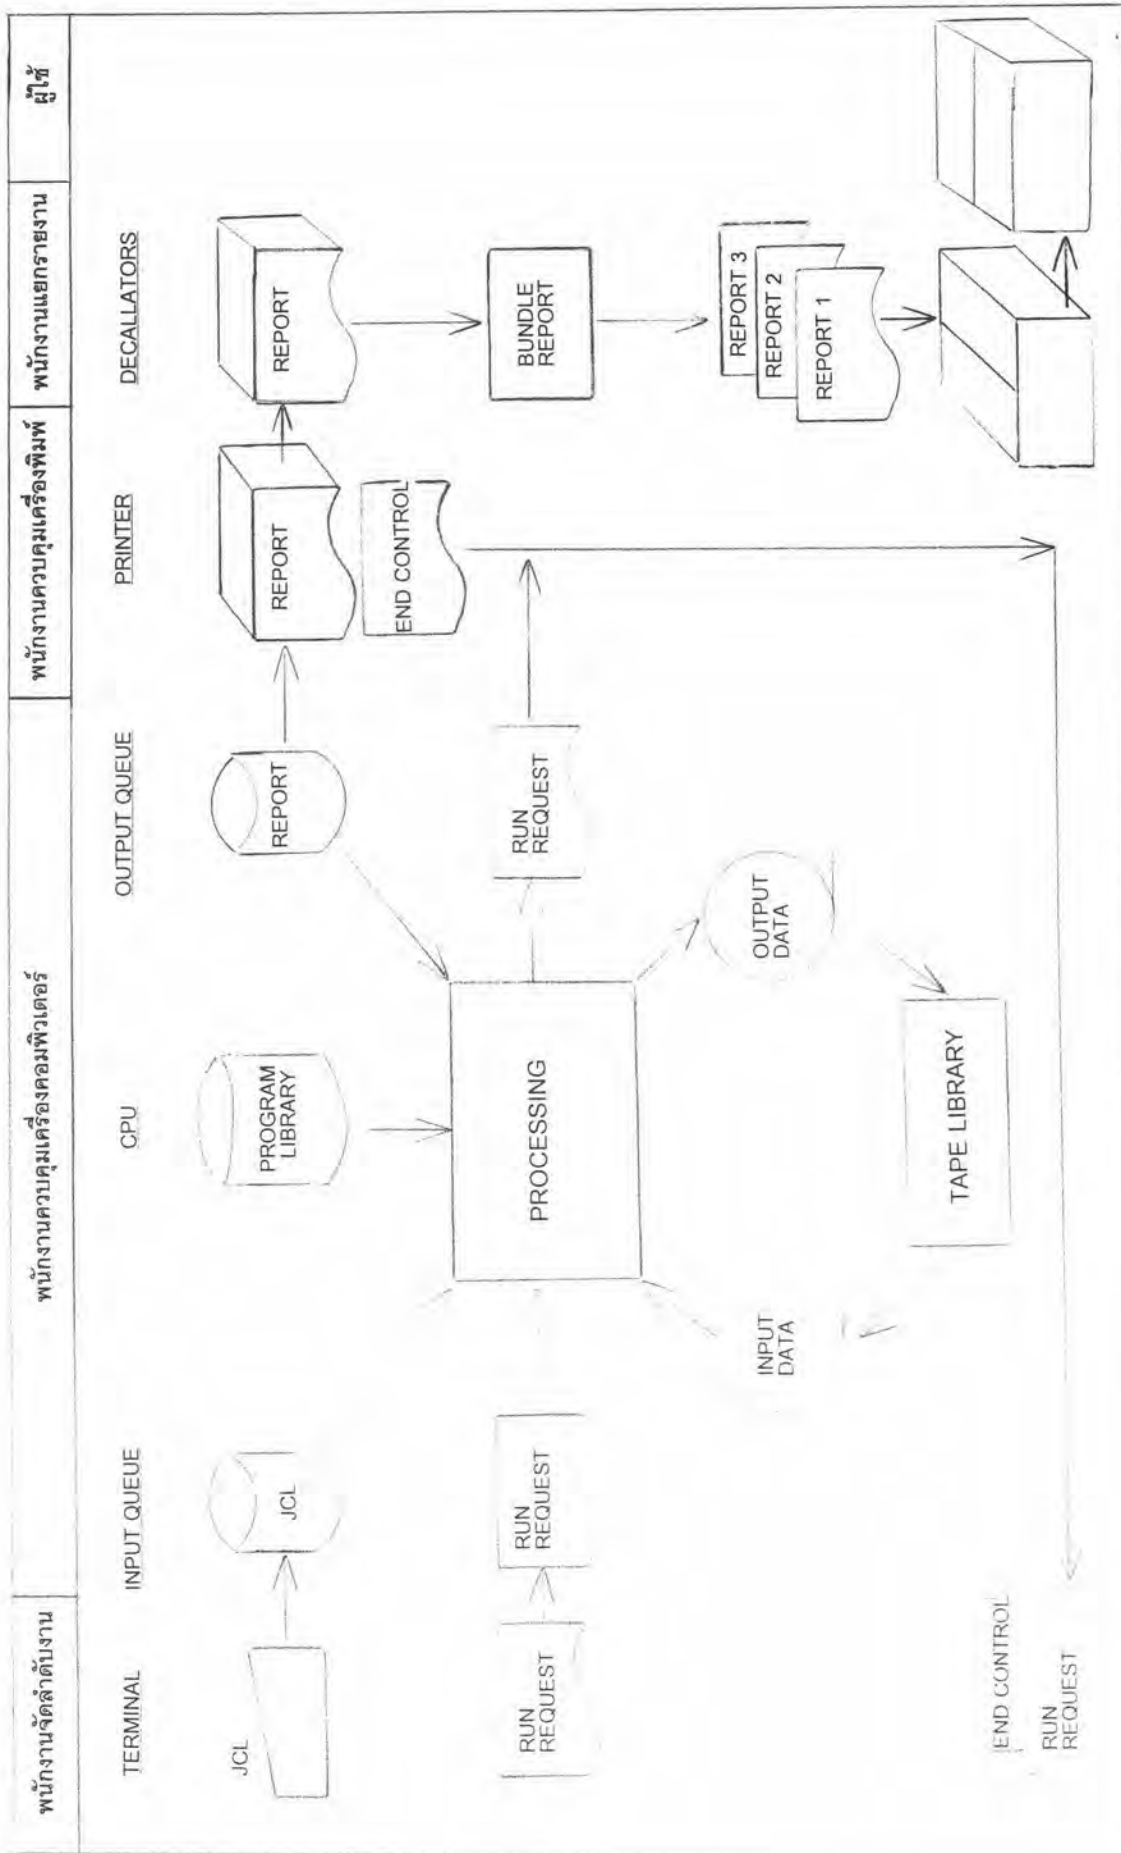 พนักงานจัดลำดับงาน
พนักงานควบคุมเครื่องคอมพิวเตอร์
พนักงานควบคุมเครื่องพิมพ์
พนักงานแยกรายงาน
ผู้ใช้
TERMINAL
INPUT QUEUE
CPU
OUTPUT QUEUE
PRINTER
DECALLATORS
JCL
JCL
PROGRAM
LIBRARY
REPORT
REPORT
REPORT
END CONTROL
RUN
REQUEST
RUN
REQUEST
PROCESSING
RUN
REQUEST
BUNDLE
REPORT
INPUT
DATA
OUTPUT
DATA
REPORT 3
REPORT 2
REPORT 1
TAPE LIBRARY
END CONTROL
RUN
REQUEST